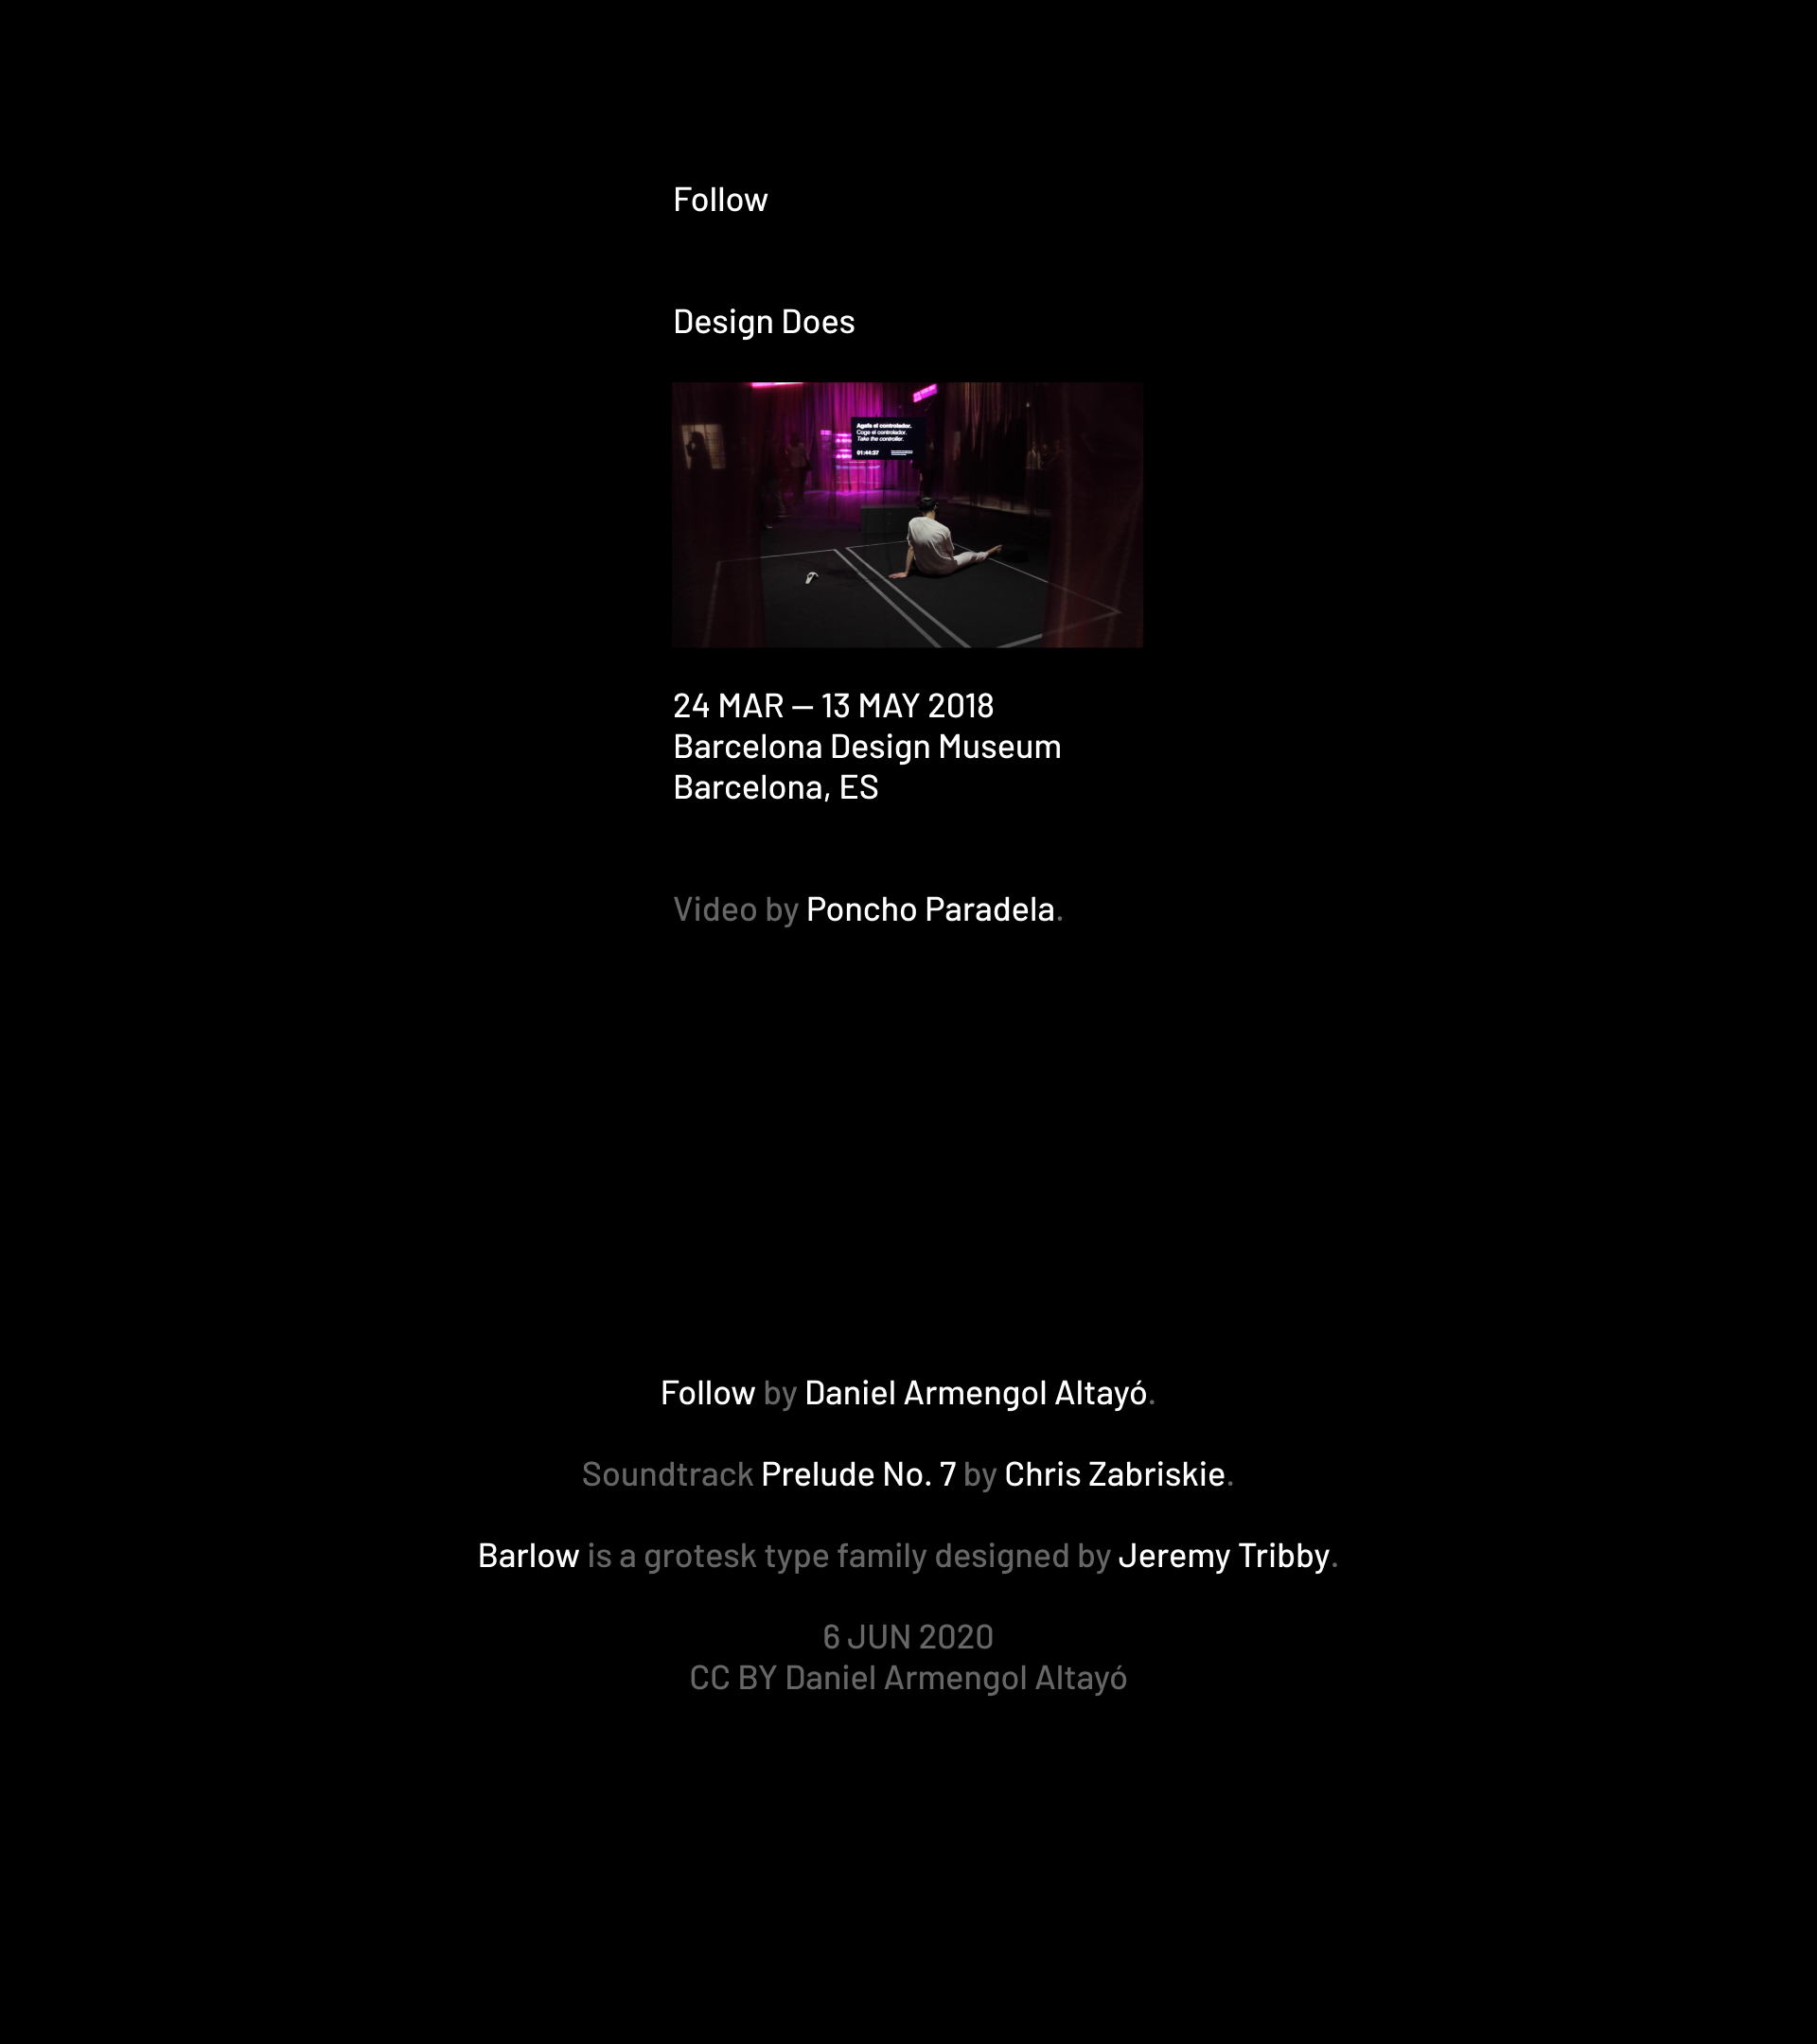 Follow
Design Does
Agafa el controlador.
Coge el controlador.
Take the controller.
01:44:37
24 MAR — 13 MAY 2018
Barcelona Design Museum
Barcelona, ES
Video by Poncho Paradela.
Follow by Daniel Armengol Altayó.
Soundtrack Prelude No. 7 by Chris Zabriskie.
Barlow is a grotesk type family designed by Jeremy Tribby.
6 JUN 2020
CC BY Daniel Armengol Altayó